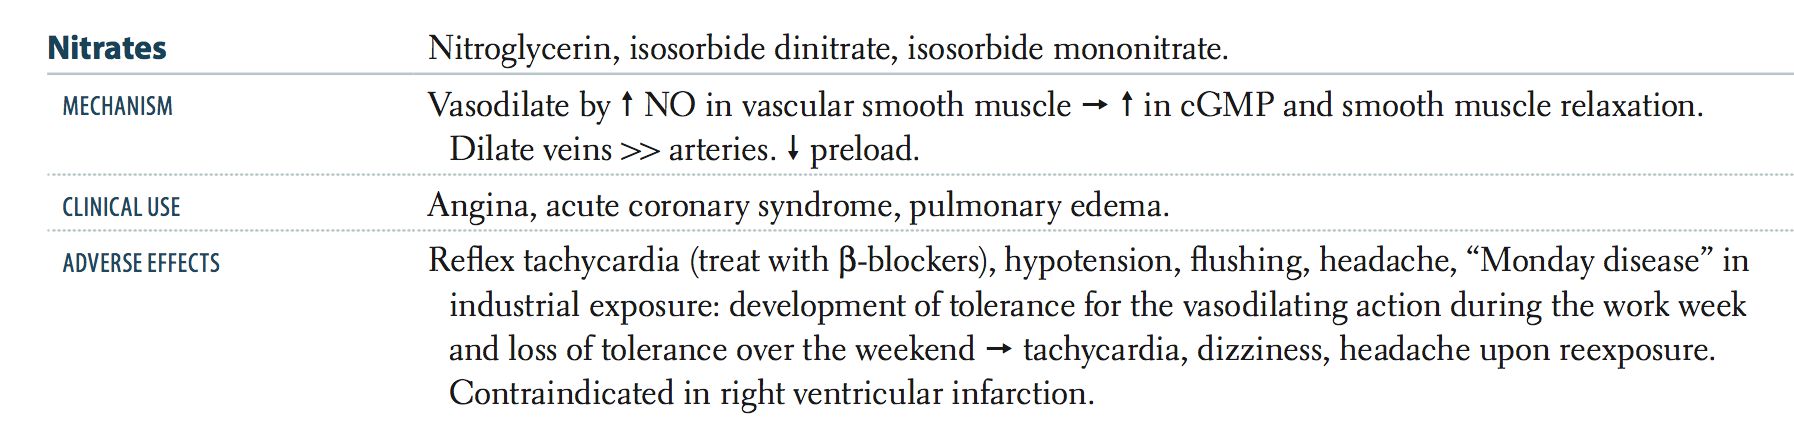 Nitrates Nitroglycerin, isosorbide dinitrate, isosorbide mononitrate.
MECHANISM Vasodilate by ↑ NO in vascular smooth muscle → ↑ in cGMP and smooth muscle relaxation.
Dilate veins >> arteries. ↓ preload.
CLINICAL USE Angina, acute coronary syndrome, pulmonary edema.
ADVERSE EFFECTS Reflex tachycardia (treat with β-blockers), hypotension, flushing, headache, “Monday disease” in
industrial exposure: development of tolerance for the vasodilating action during the work week
and loss of tolerance over the weekend → tachycardia, dizziness, headache upon reexposure.
Contraindicated in right ventricular infarction.